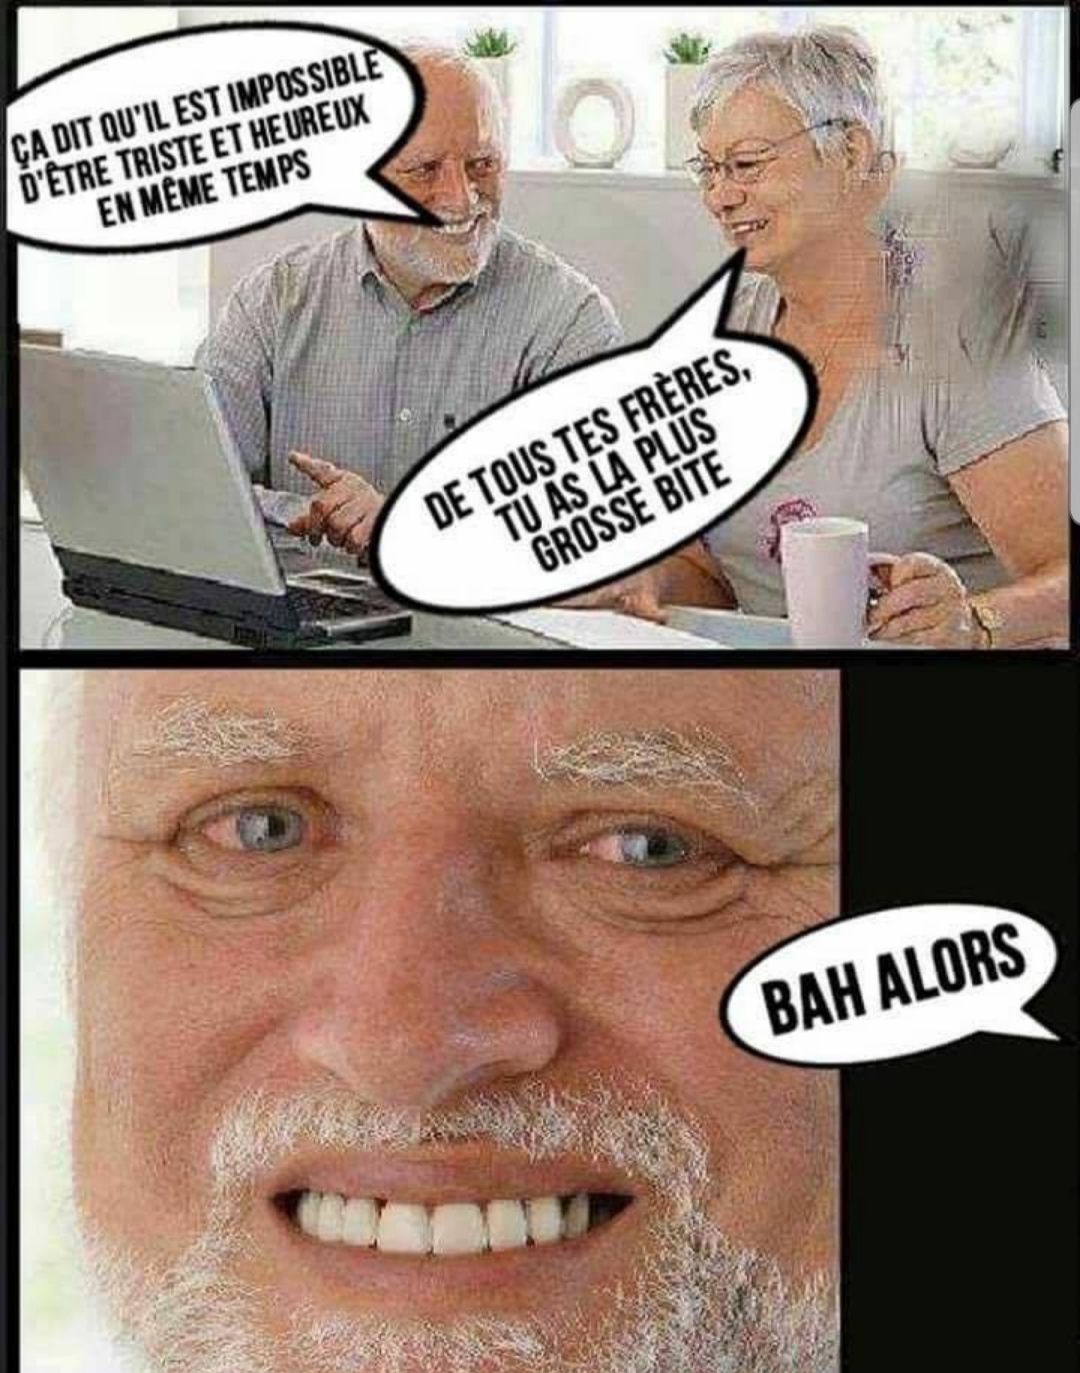 ÇA DIT QU'IL EST IMPOSSIBLE
D'ÊTRE TRISTE ET HEUREUX
EN MÊME TEMPS
DE TOUS TES FRÈRES,
TU AS LA PLUS
GROSSE BITE
BAH ALORS